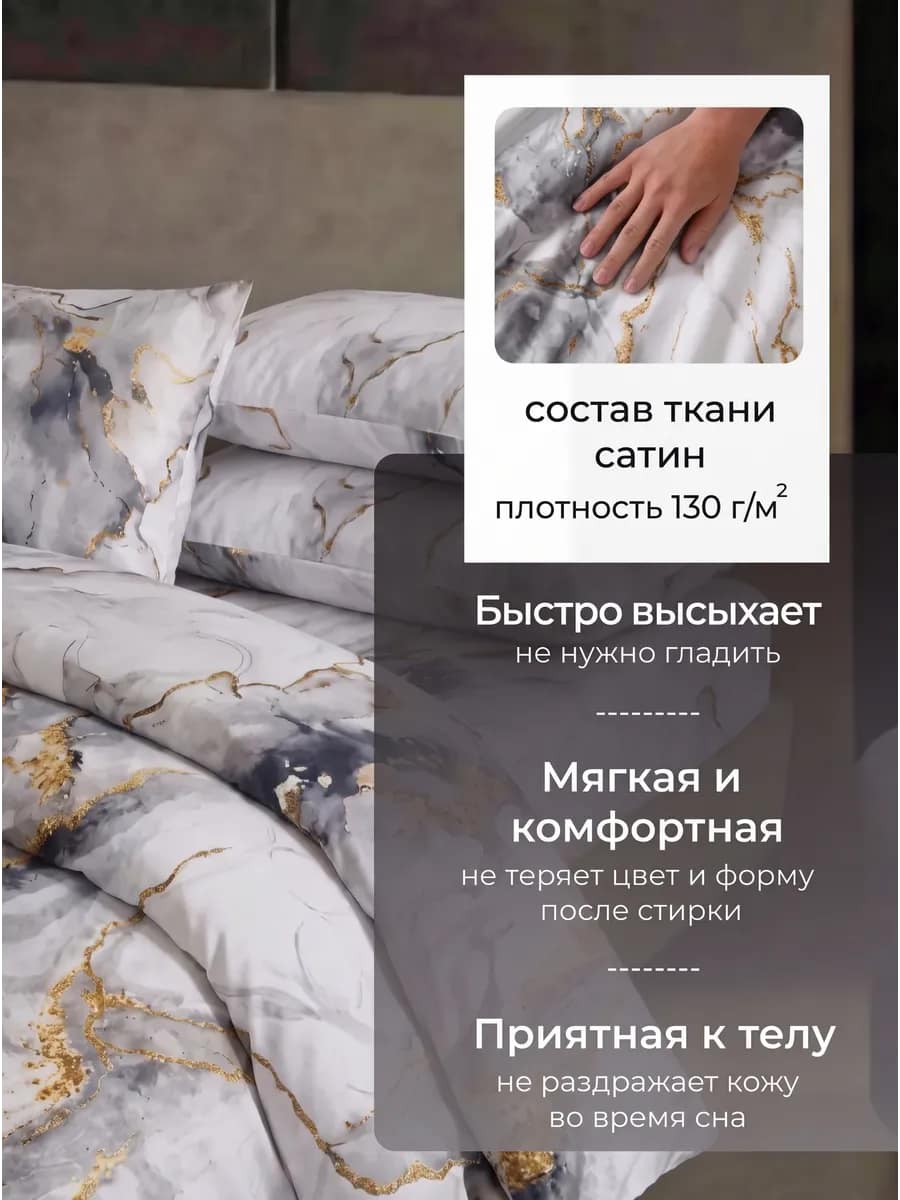 состав ткани
сатин
плотность 130 г/м²
Быстро высыхает
не нужно гладить
---------
Мягкая и
комфортная
не теряет цвет и форму
после стирки
--------
Приятная к телу
не раздражает кожу
во время сна